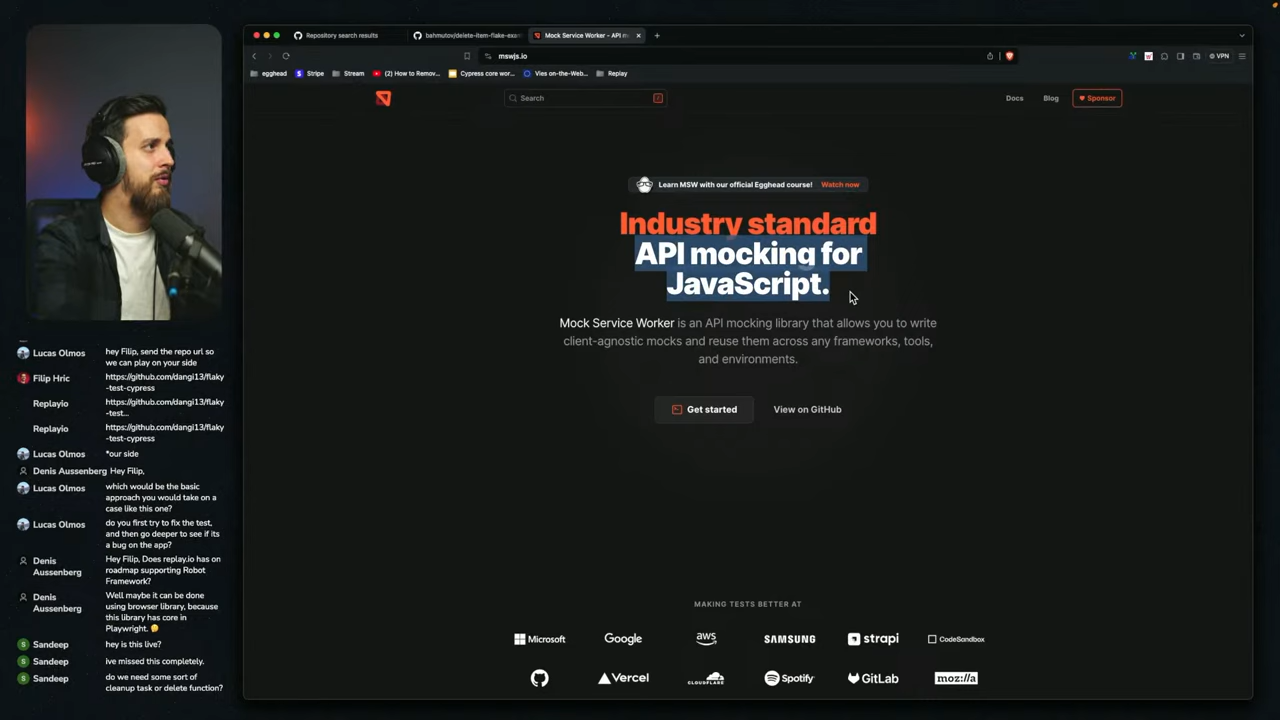 Repository search results
bahmutov/delete-item-flake-exo
Mock Service Worker - API m
mswjs.io
VPN
egghead
Stripe
Stream
(2) How to Remov...
Cypress core wor...
Vies on-the-Web...
Replay
Search
/
Docs
Blog
Sponsor
Learn MSW with our official Egghead course! Watch now
Industry standard
API mocking for
JavaScript.
Mock Service Worker is an API mocking library that allows you to write
client-agnostic mocks and reuse them across any frameworks, tools,
and environments.
Get started
View on GitHub
MAKING TESTS BETTER AT
Microsoft
Google
aws
SAMSUNG
strapi
CodeSandbox
Vercel
CLOUDFLARE
Spotify
GitLab
moz://a
Lucas Olmos
hey Filip, send the repo url so
we can play on your side
Filip Hric
https://github.com/dangi13/flaky
-test-cypress
Replayio
https://github.com/dangi13/flaky
-test...
Replayio
https://github.com/dangi13/flaky
-test-cypress
Lucas Olmos
*our side
Denis Aussenberg
Hey Filip,
Lucas Olmos
which would be the basic
approach you would take on a
case like this one?
Lucas Olmos
do you first try to fix the test,
and then go deeper to see if its
a bug on the app?
Denis
Aussenberg
Hey Filip, Does replay.io has on
roadmap supporting Robot
Framework?
Denis
Aussenberg
Well maybe it can be done
using browser library, because
this library has core in
Playwright. 🤔
S
Sandeep
hey is this live?
S
Sandeep
ive missed this completely.
S
Sandeep
do we need some sort of
cleanup task or delete function?